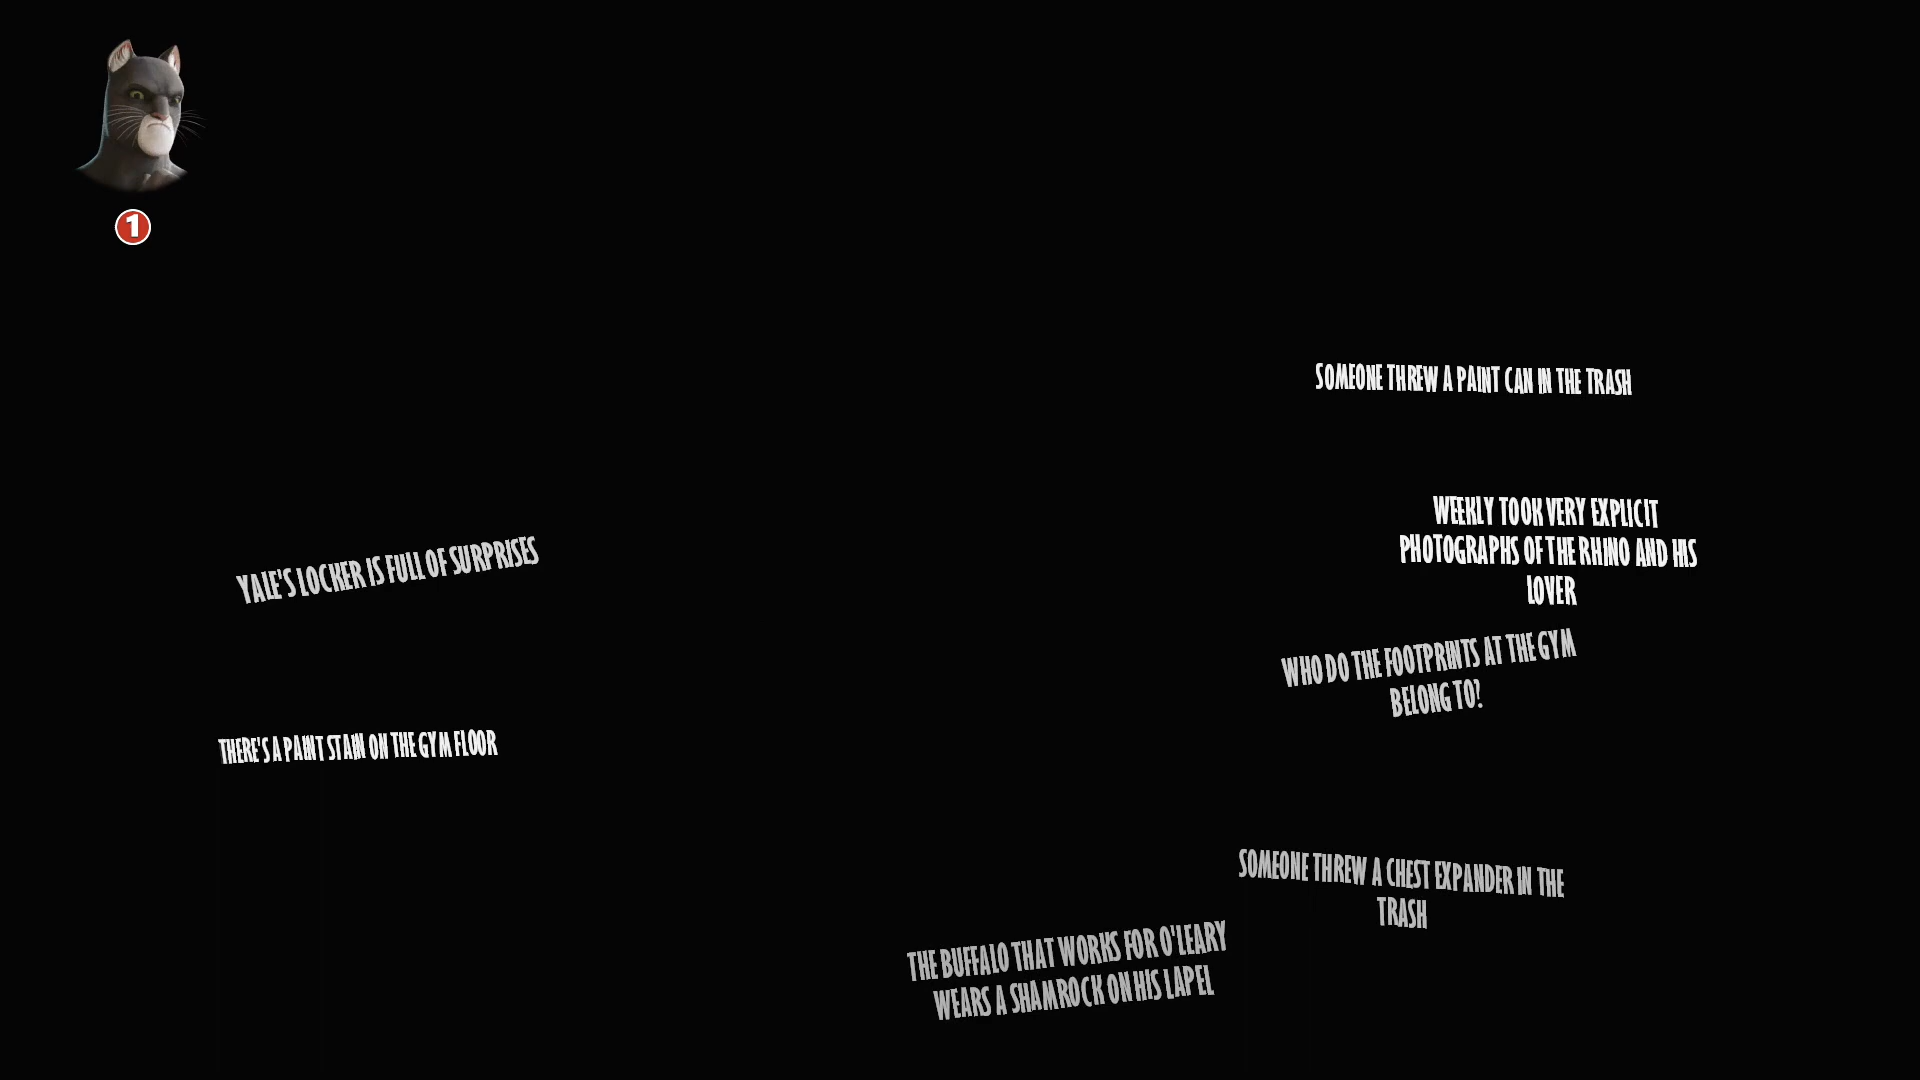 1
SOMEONE THREW A PAINT CAN IN THE TRASH
WEEKLY TOOK VERY EXPLICIT
PHOTOGRAPHS OF THE RHINO AND HIS
LOVER
YALE'S LOCKER IS FULL OF SURPRISES
WHO DO THE FOOTPRINTS AT THE GYM
BELONG TO?
THERE'S A PAINT STAIN ON THE GYM FLOOR
SOMEONE THREW A CHEST EXPANDER IN THE
TRASH
THE BUFFALO THAT WORKS FOR O'LEARY
WEARS A SHAMROCK ON HIS LAPEL